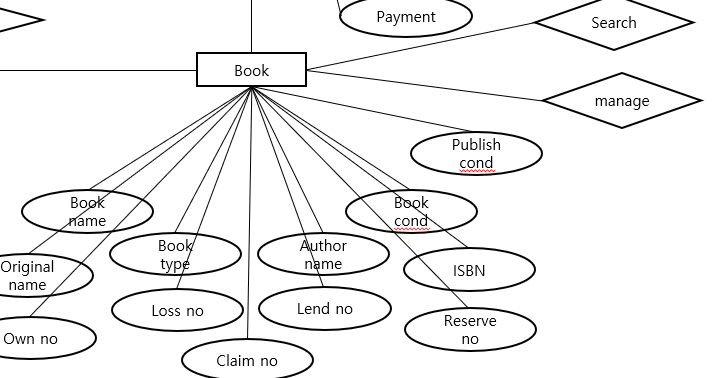 Payment
Search
Book
manage
Publish
cond
Book
name
Book
cond
Book
type
Author
name
Original
name
ISBN
Loss no
Lend no
Own no
Reserve
no
Claim no